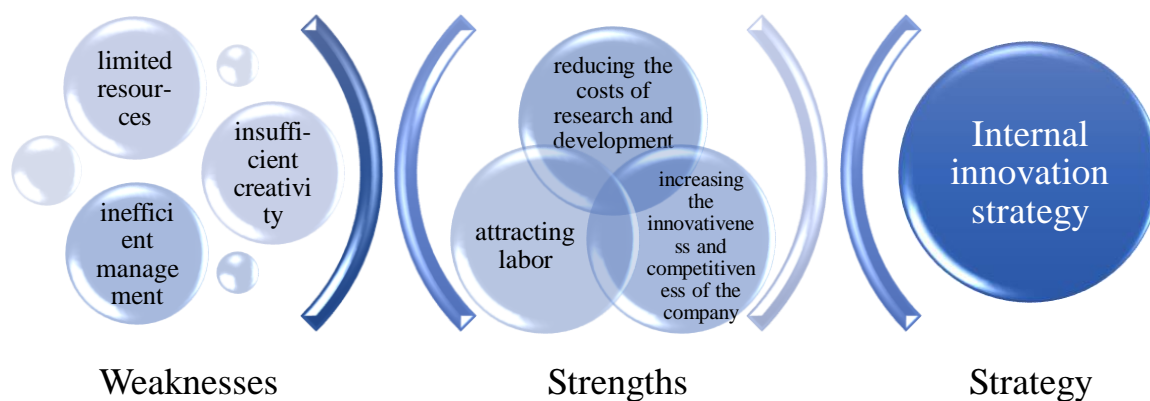 limited
resour-
ces
insuffi-
cient
creativi
ty
ineffici
ent
manage
ment
Weaknesses
reducing the
costs of
research and
development
attracting
labor
increasing
the
innovativene
ss and
competitiven
ess of the
company
Strengths
Internal
innovation
strategy
Strategy